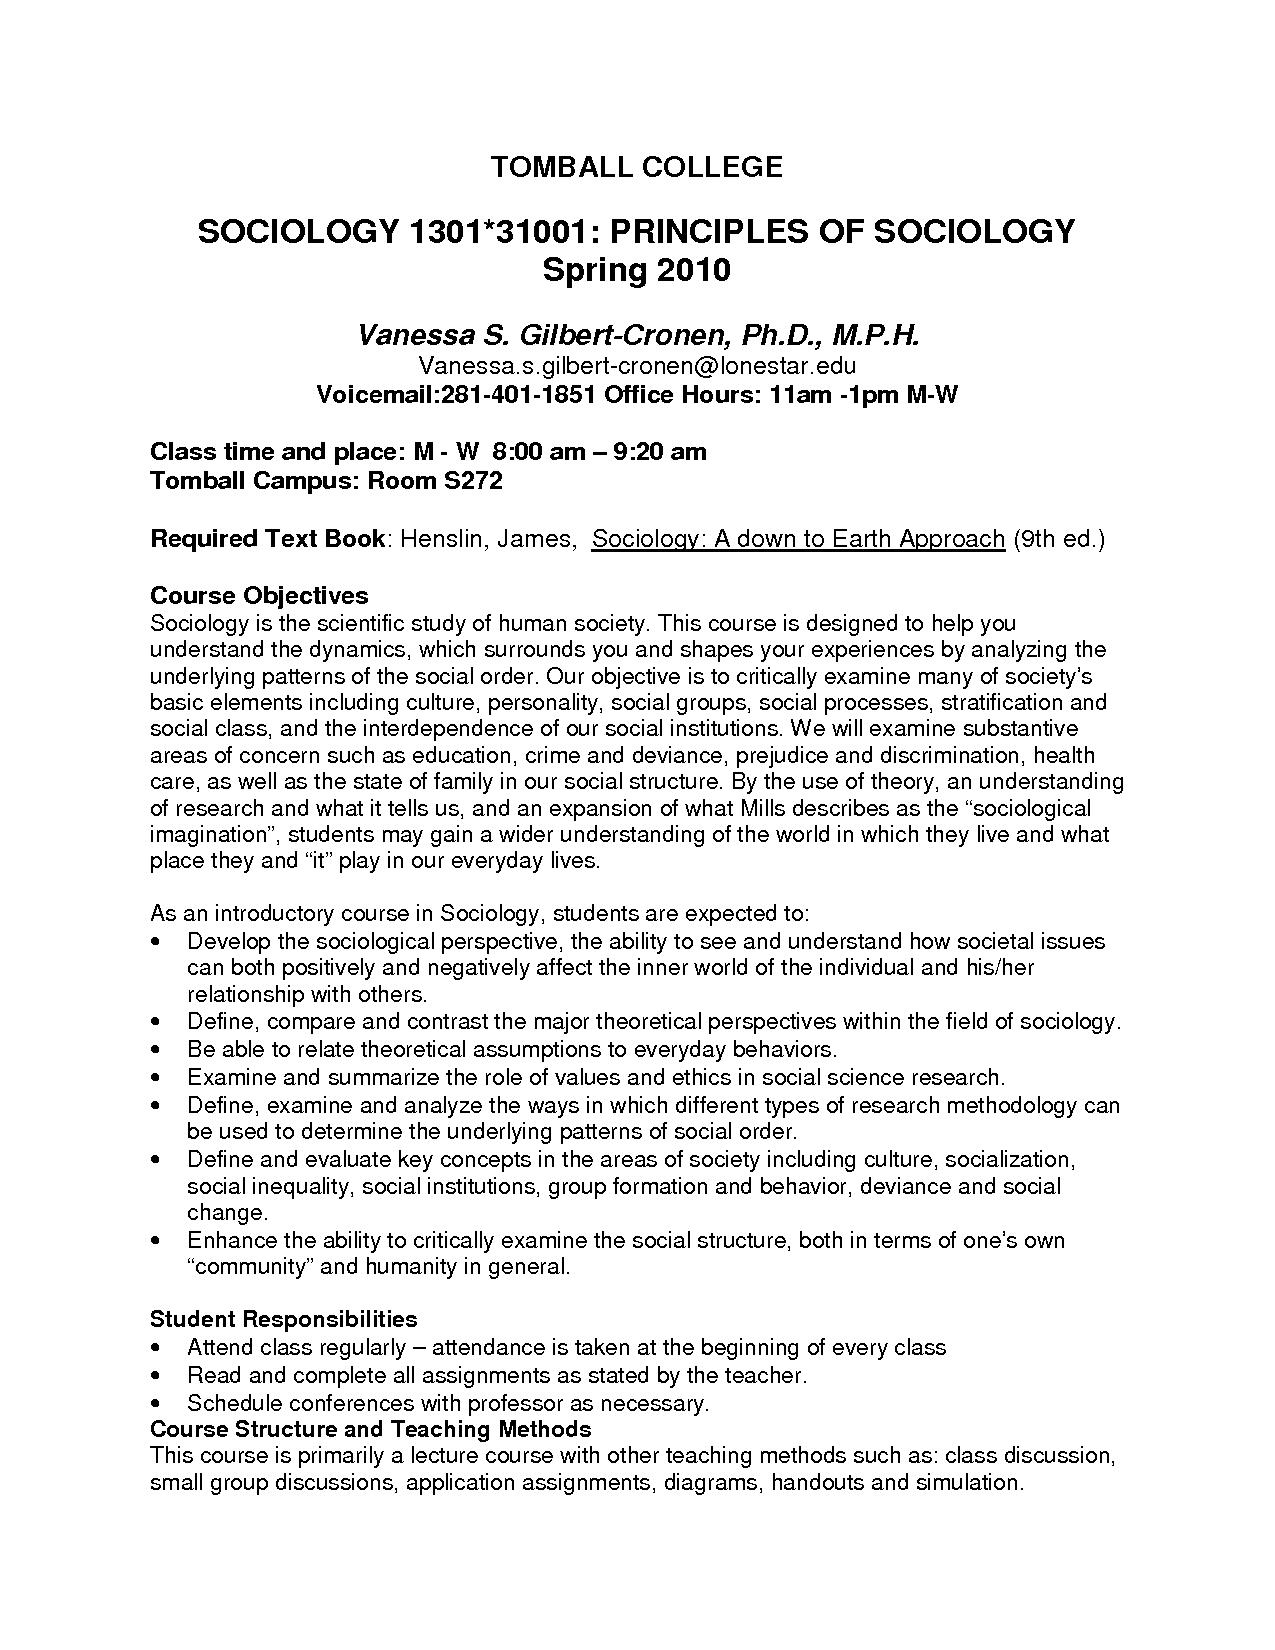 TOMBALL COLLEGE
SOCIOLOGY 1301*31001: PRINCIPLES OF SOCIOLOGY
Spring 2010
Vanessa S. Gilbert-Cronen, Ph.D., M.P.H.
Vanessa.s.gilbert-cronen@lonestar.edu
Voicemail:281-401-1851 Office Hours: 11am -1pm M-W
Class time and place: M - W  8:00 am – 9:20 am
Tomball Campus: Room S272
Required Text Book: Henslin, James,  Sociology: A down to Earth Approach (9th ed.)
Course Objectives
Sociology is the scientific study of human society. This course is designed to help you
understand the dynamics, which surrounds you and shapes your experiences by analyzing the
underlying patterns of the social order. Our objective is to critically examine many of society’s
basic elements including culture, personality, social groups, social processes, stratification and
social class, and the interdependence of our social institutions. We will examine substantive
areas of concern such as education, crime and deviance, prejudice and discrimination, health
care, as well as the state of family in our social structure. By the use of theory, an understanding
of research and what it tells us, and an expansion of what Mills describes as the “sociological
imagination”, students may gain a wider understanding of the world in which they live and what
place they and “it” play in our everyday lives.
As an introductory course in Sociology, students are expected to:
• Develop the sociological perspective, the ability to see and understand how societal issues
can both positively and negatively affect the inner world of the individual and his/her
relationship with others.
• Define, compare and contrast the major theoretical perspectives within the field of sociology.
• Be able to relate theoretical assumptions to everyday behaviors.
• Examine and summarize the role of values and ethics in social science research.
• Define, examine and analyze the ways in which different types of research methodology can
be used to determine the underlying patterns of social order.
• Define and evaluate key concepts in the areas of society including culture, socialization,
social inequality, social institutions, group formation and behavior, deviance and social
change.
• Enhance the ability to critically examine the social structure, both in terms of one’s own
“community” and humanity in general.
Student Responsibilities
• Attend class regularly – attendance is taken at the beginning of every class
• Read and complete all assignments as stated by the teacher.
• Schedule conferences with professor as necessary.
Course Structure and Teaching Methods
This course is primarily a lecture course with other teaching methods such as: class discussion,
small group discussions, application assignments, diagrams, handouts and simulation.